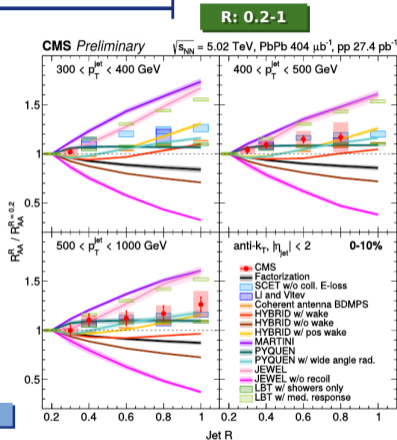 R: 0.2-1
CMS Preliminary √sNN = 5.02 TeV, PbPb 404 μb⁻¹, pp 27.4 pb⁻¹
300 < pTjet < 400 GeV
400 < pTjet < 500 GeV
1.5
1
0.5
RAAR / RAAR = 0.2
500 < pTjet < 1000 GeV
anti-kT, |ηjet| < 2 0-10%
1.5
1
0.5
CMS
Factorization
SCET w/o coll. E-loss
Li and Vitev
Coherent antenna BDMPS
HYBRID w/ wake
HYBRID w/o wake
HYBRID w/ pos wake
MARTINI
PYQUEN
PYQUEN w/ wide angle rad.
JEWEL
JEWEL w/o recoil
LBT w/ showers only
LBT w/ med. response
0.2 0.4 0.6 0.8 1 0.2 0.4 0.6 0.8 1
Jet R